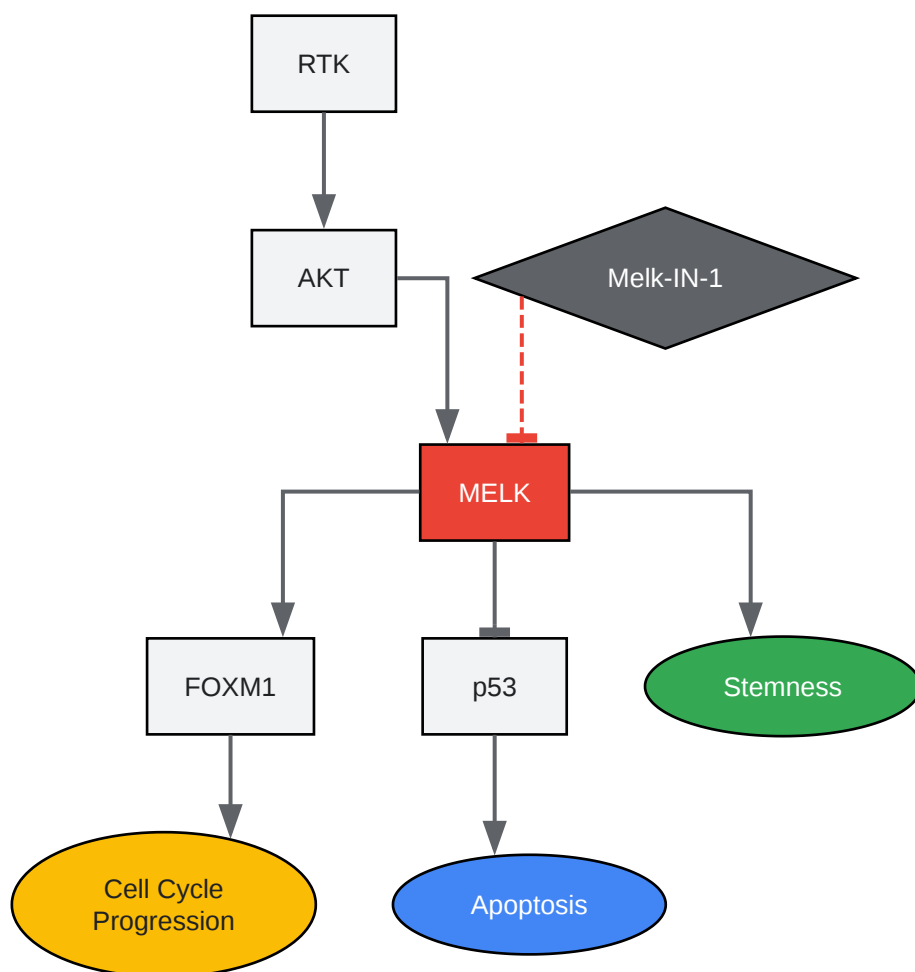 RTK
AKT
Melk-IN-1
MELK
FOXM1
p53
Stemness
Cell Cycle
Progression
Apoptosis